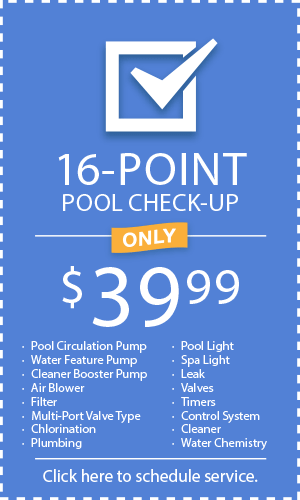 16-POINT
POOL CHECK-UP
ONLY
$3999
· Pool Circulation Pump
· Water Feature Pump
· Cleaner Booster Pump
· Air Blower
· Filter
· Multi-Port Valve Type
· Chlorination
· Plumbing
· Pool Light
· Spa Light
· Leak
· Valves
· Timers
· Control System
· Cleaner
· Water Chemistry
Click here to schedule service.